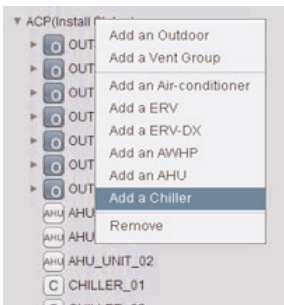 ACP(Install
Add an Outdoor
OUT
Add a Vent Group
OUT
Add an Air-conditioner
OUT
Add a ERV
OUT
Add a ERV-DX
Add an AWHP
OUT
Add an AHU
OUT
Add a Chiller
AHU AHU
Remove
AHU AHU
AHU AHU_UNIT_02
C CHILLER_01